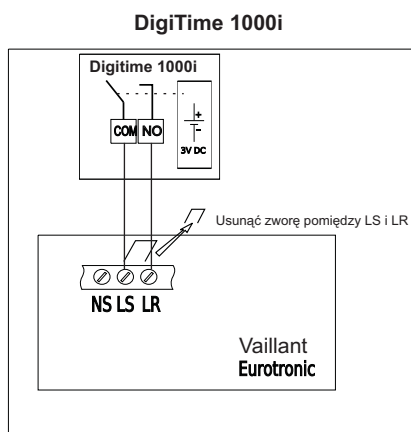 DigiTime 1000i
Digitime 1000i
COM NO
+
-
3V DC
Usunąć zworę pomiędzy LS i LR
NS LS LR
Vaillant
Eurotronic